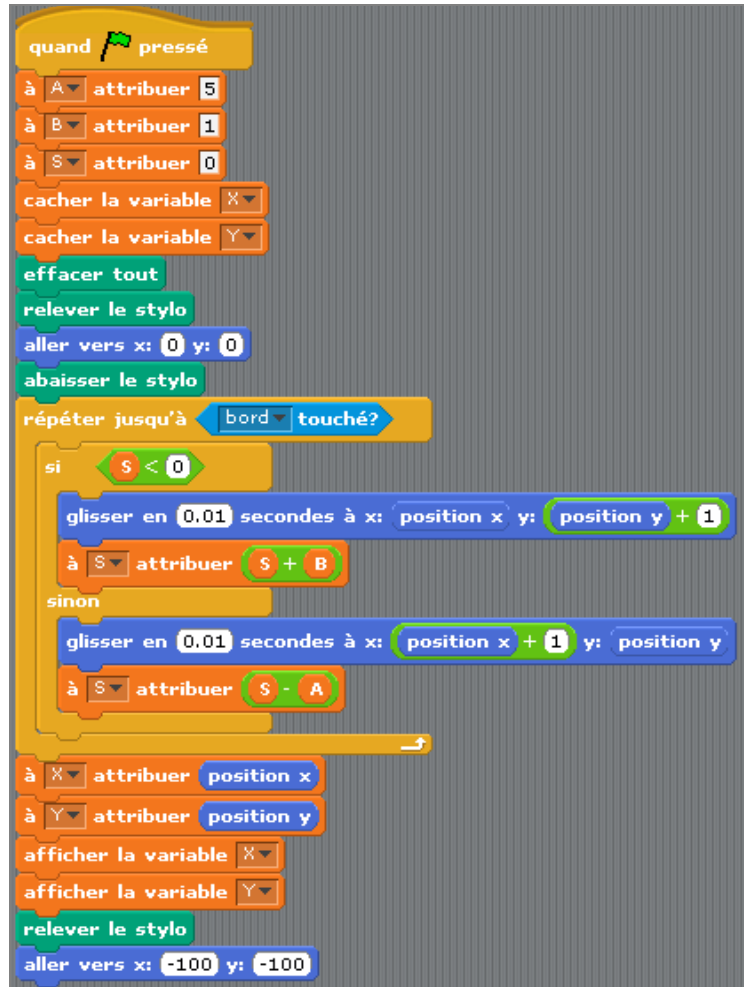 quand pressé
à A attribuer 5
à B attribuer 1
à S attribuer 0
cacher la variable X
cacher la variable Y
effacer tout
relever le stylo
aller vers x: 0 y: 0
abaisser le stylo
répéter jusqu'à bord touché?
si S < 0
glisser en 0.01 secondes à x: position x y: position y + 1
à S attribuer S + B
sinon
glisser en 0.01 secondes à x: position x + 1 y: position y
à S attribuer S - A
à X attribuer position x
à Y attribuer position y
afficher la variable X
afficher la variable Y
relever le stylo
aller vers x: -100 y: -100